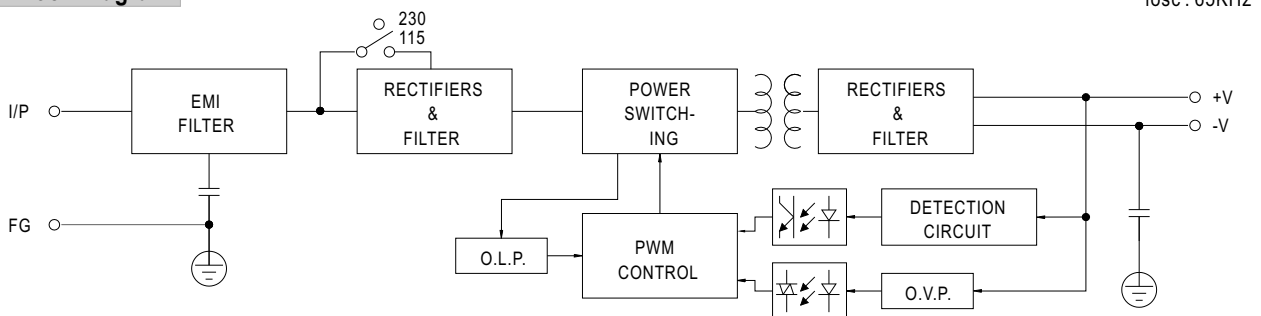 230
115
I/P
EMI
FILTER
RECTIFIERS
&
FILTER
POWER
SWITCH-
ING
RECTIFIERS
&
FILTER
+V
-V
FG
O.L.P.
PWM
CONTROL
DETECTION
CIRCUIT
O.V.P.